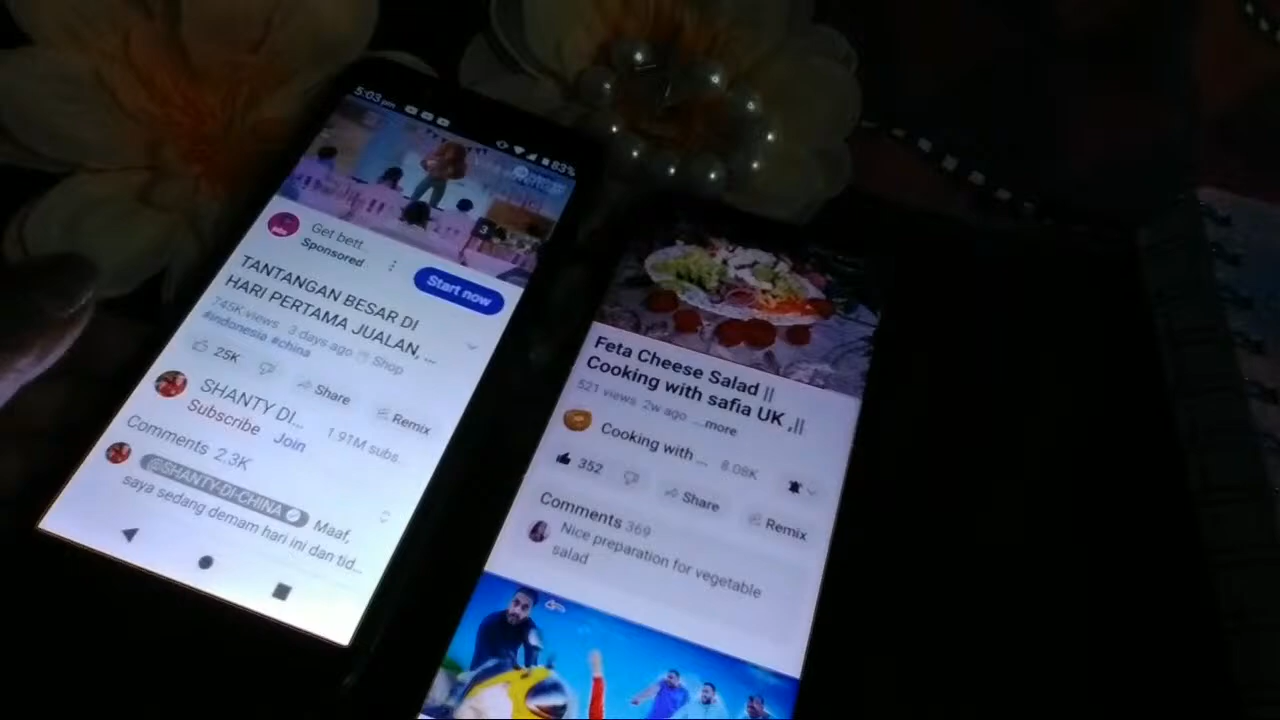 5:03 pm
83%
Get bett...
Sponsored
Start now
TANTANGAN BESAR DI
HARI PERTAMA JUALAN, ...
745K views 3 days ago Shop
#indonesia #china
25K
Share
Remix
SHANTY DI...
1.91M subs.
Subscribe Join
Comments 2.3K
@SHANTY-DI-CHINA Maaf,
saya sedang demam hari ini dan tid...
Feta Cheese Salad ||
Cooking with safia UK ,||
521 views 2w ago ...more
Cooking with ... 8.08K
352
Share
Remix
Comments 369
Nice preparation for vegetable
salad